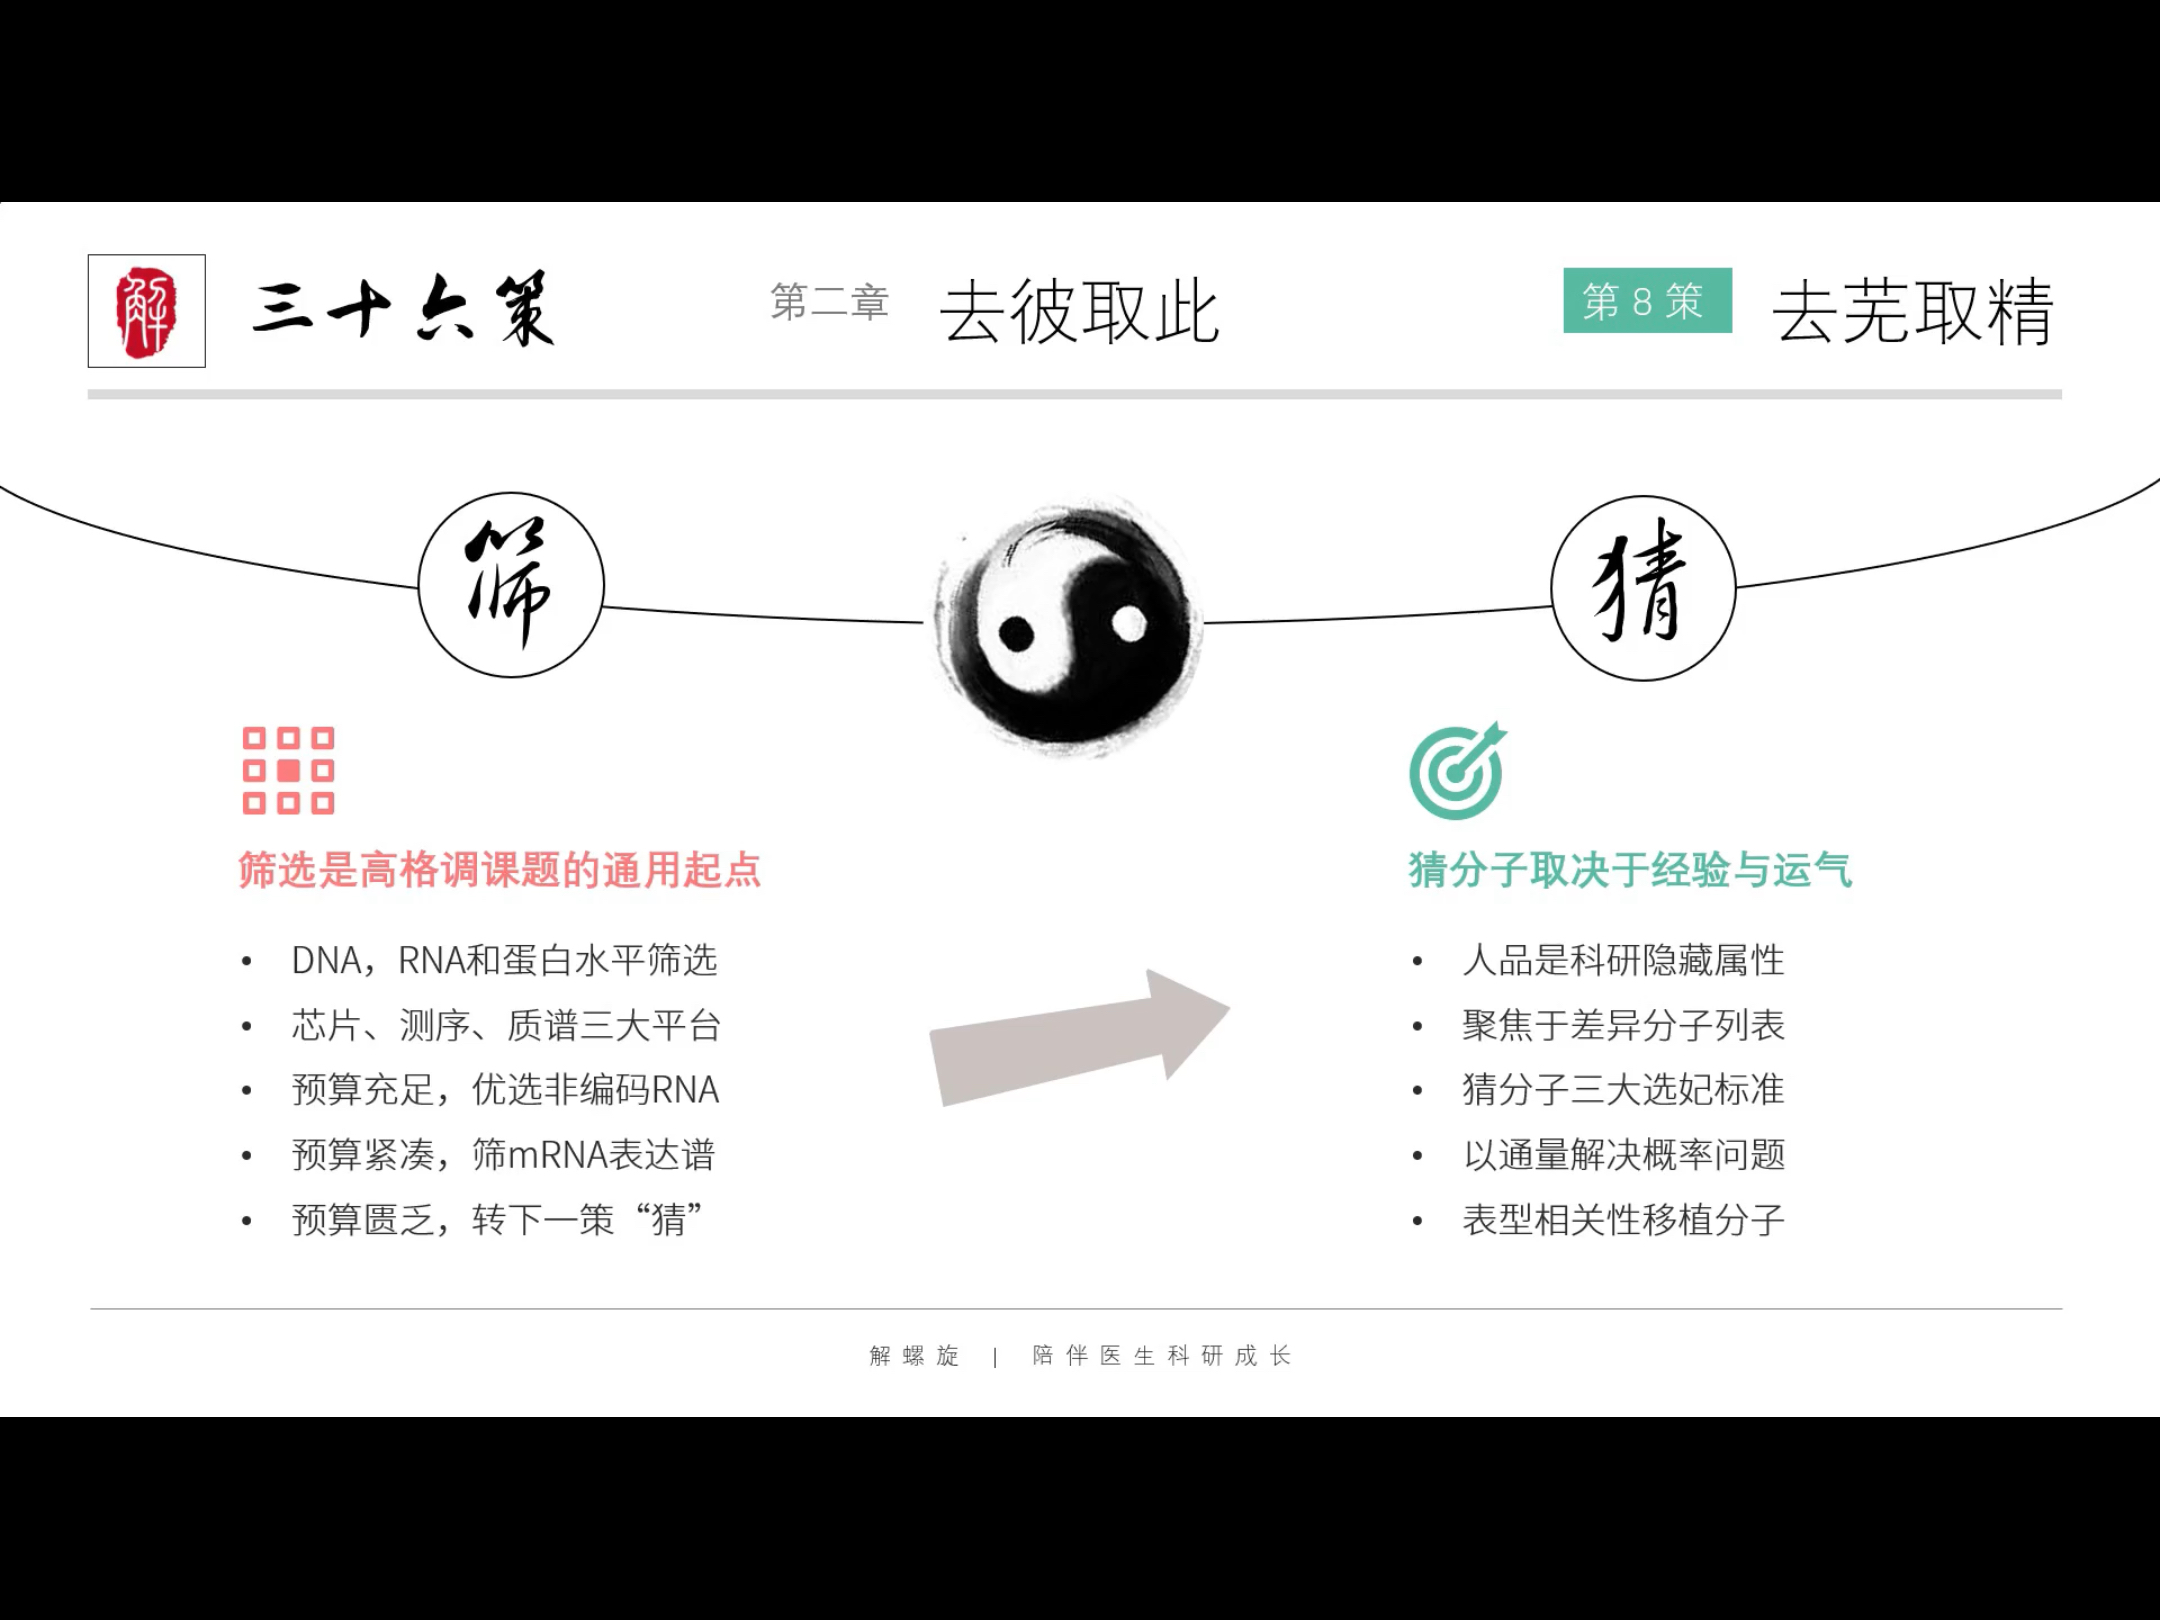 解
三十六策
第二章 去彼取此
第 8 策 去芜取精
筛
猜
筛选是高格调课题的通用起点
• DNA，RNA和蛋白水平筛选
• 芯片、测序、质谱三大平台
• 预算充足，优选非编码RNA
• 预算紧凑，筛mRNA表达谱
• 预算匮乏，转下一策“猜”
猜分子取决于经验与运气
• 人品是科研隐藏属性
• 聚焦于差异分子列表
• 猜分子三大选妃标准
• 以通量解决概率问题
• 表型相关性移植分子
解螺旋 | 陪伴医生科研成长